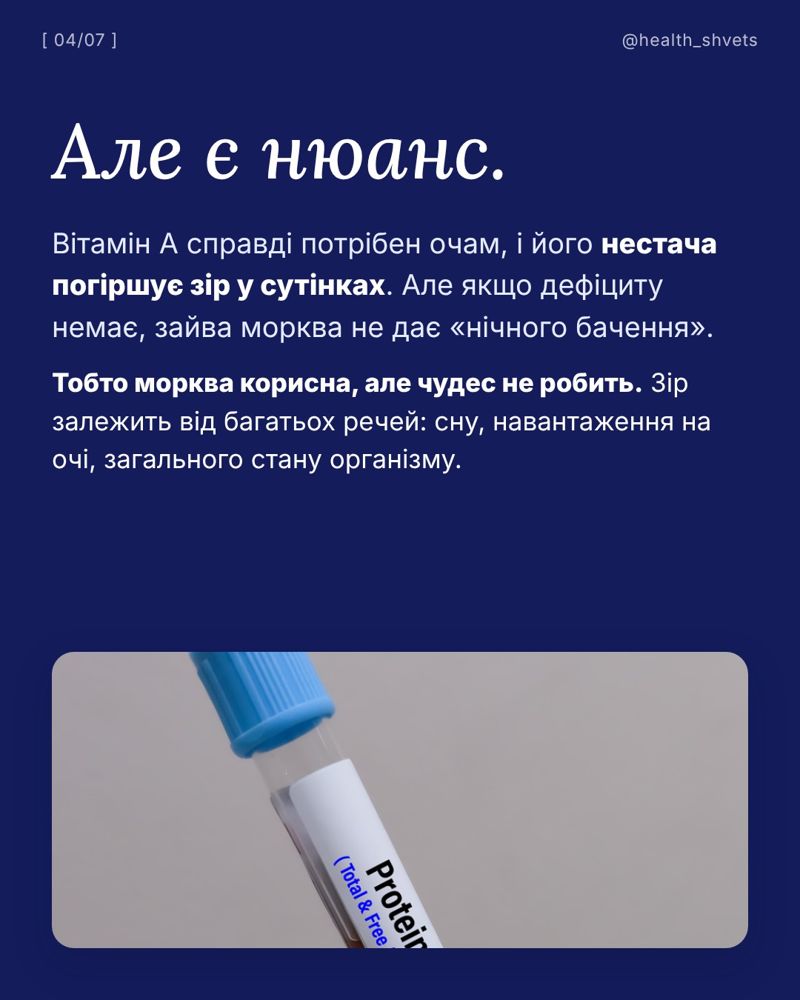 [ 04/07 ]
@health_shvets
Але є нюанс.
Вітамін А справді потрібен очам, і його нестача
погіршує зір у сутінках. Але якщо дефіциту
немає, зайва морква не дає «нічного бачення».
Тобто морква корисна, але чудес не робить. Зір
залежить від багатьох речей: сну, навантаження на
очі, загального стану організму.
Protein
( Total & Free